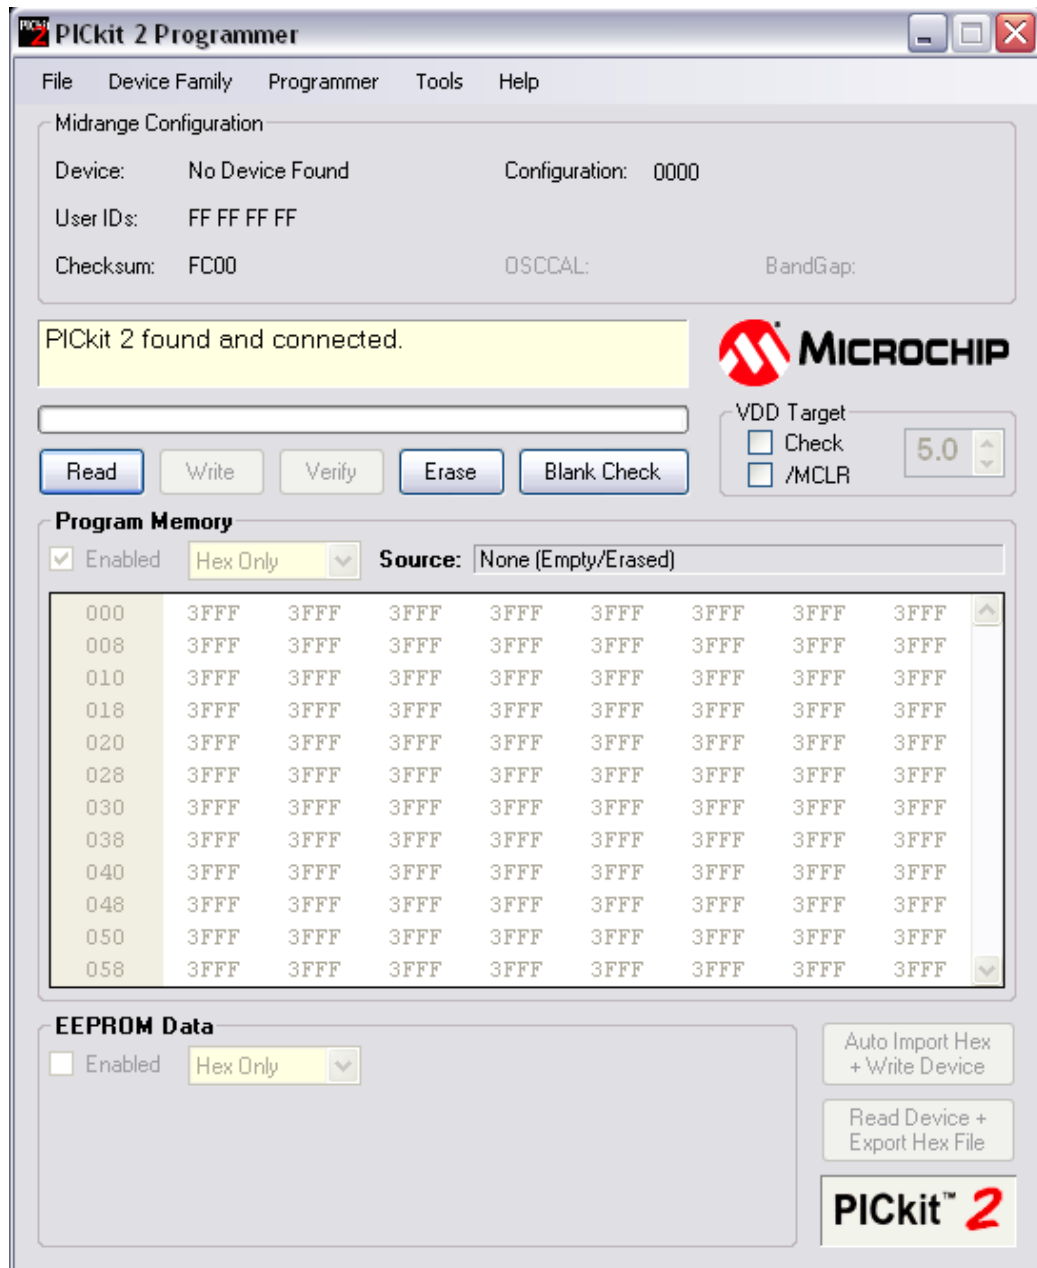 PICkit 2 Programmer
File Device Family Programmer Tools Help
Midrange Configuration
Device: No Device Found Configuration: 0000
User IDs: FF FF FF FF
Checksum: FC00 OSCCAL: BandGap:
PICkit 2 found and connected.
MICROCHIP
VDD Target
Check 5.0
/MCLR
Read Write Verify Erase Blank Check
Program Memory
Enabled Hex Only Source: None (Empty/Erased)
000 3FFF 3FFF 3FFF 3FFF 3FFF 3FFF 3FFF 3FFF
008 3FFF 3FFF 3FFF 3FFF 3FFF 3FFF 3FFF 3FFF
010 3FFF 3FFF 3FFF 3FFF 3FFF 3FFF 3FFF 3FFF
018 3FFF 3FFF 3FFF 3FFF 3FFF 3FFF 3FFF 3FFF
020 3FFF 3FFF 3FFF 3FFF 3FFF 3FFF 3FFF 3FFF
028 3FFF 3FFF 3FFF 3FFF 3FFF 3FFF 3FFF 3FFF
030 3FFF 3FFF 3FFF 3FFF 3FFF 3FFF 3FFF 3FFF
038 3FFF 3FFF 3FFF 3FFF 3FFF 3FFF 3FFF 3FFF
040 3FFF 3FFF 3FFF 3FFF 3FFF 3FFF 3FFF 3FFF
048 3FFF 3FFF 3FFF 3FFF 3FFF 3FFF 3FFF 3FFF
050 3FFF 3FFF 3FFF 3FFF 3FFF 3FFF 3FFF 3FFF
058 3FFF 3FFF 3FFF 3FFF 3FFF 3FFF 3FFF 3FFF
EEPROM Data
Enabled Hex Only
Auto Import Hex
+ Write Device
Read Device +
Export Hex File
PICkit™ 2